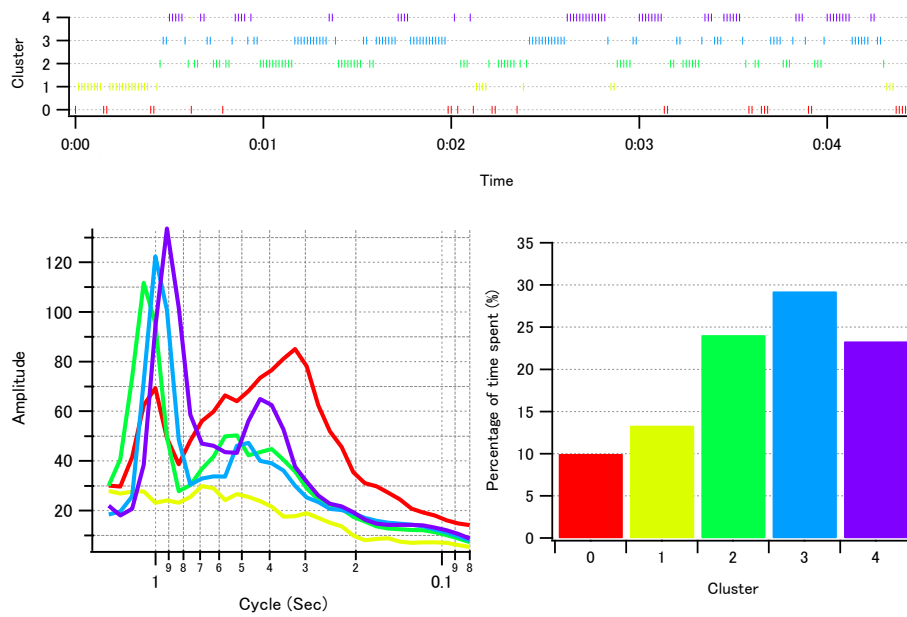 Cluster
4
3
2
1
0
0:00 0:01 0:02 0:03 0:04
Time
Amplitude
120
100
80
60
40
20
9 8 7 6 5 4 3 2 9 8
1 0.1
Cycle (Sec)
Percentage of time spent (%)
35
30
25
20
15
10
5
0
0 1 2 3 4
Cluster